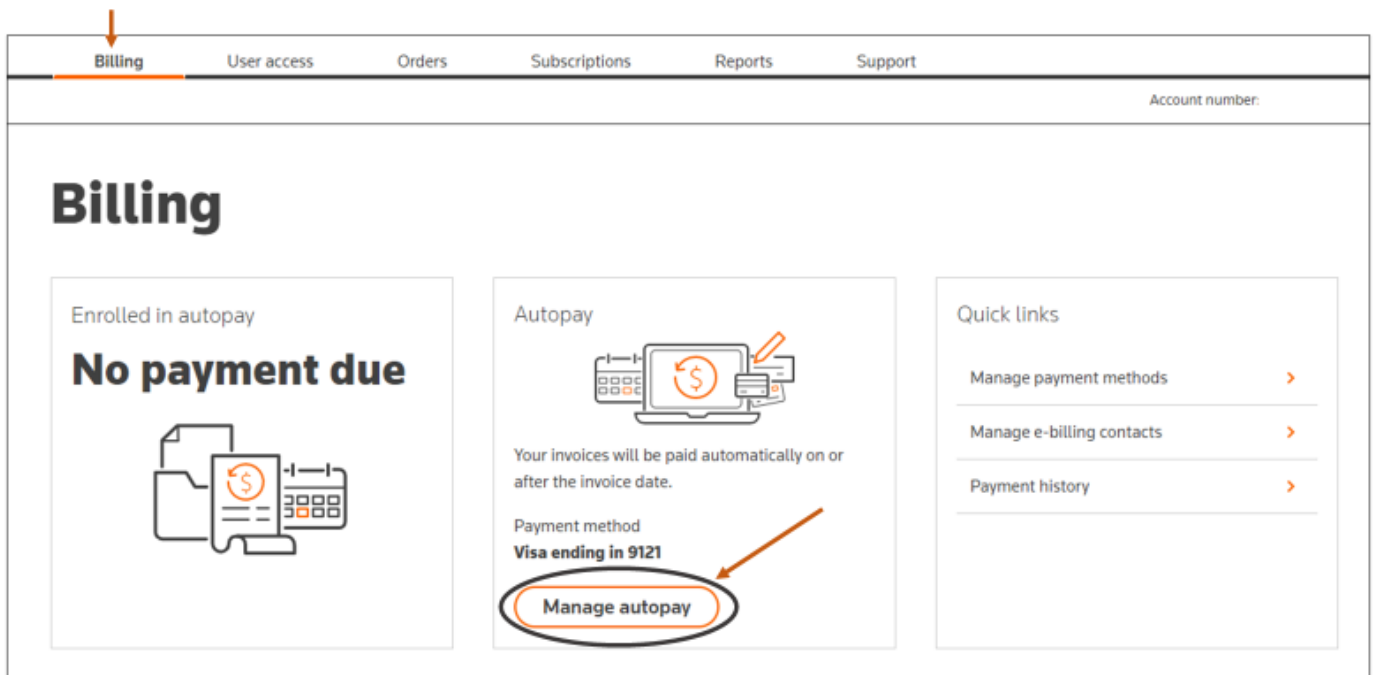 Billing User access Orders Subscriptions Reports Support
Account number:
Billing
Enrolled in autopay
No payment due
Autopay
Your invoices will be paid automatically on or
after the invoice date.
Payment method
Visa ending in 9121
Manage autopay
Quick links
Manage payment methods
Manage e-billing contacts
Payment history